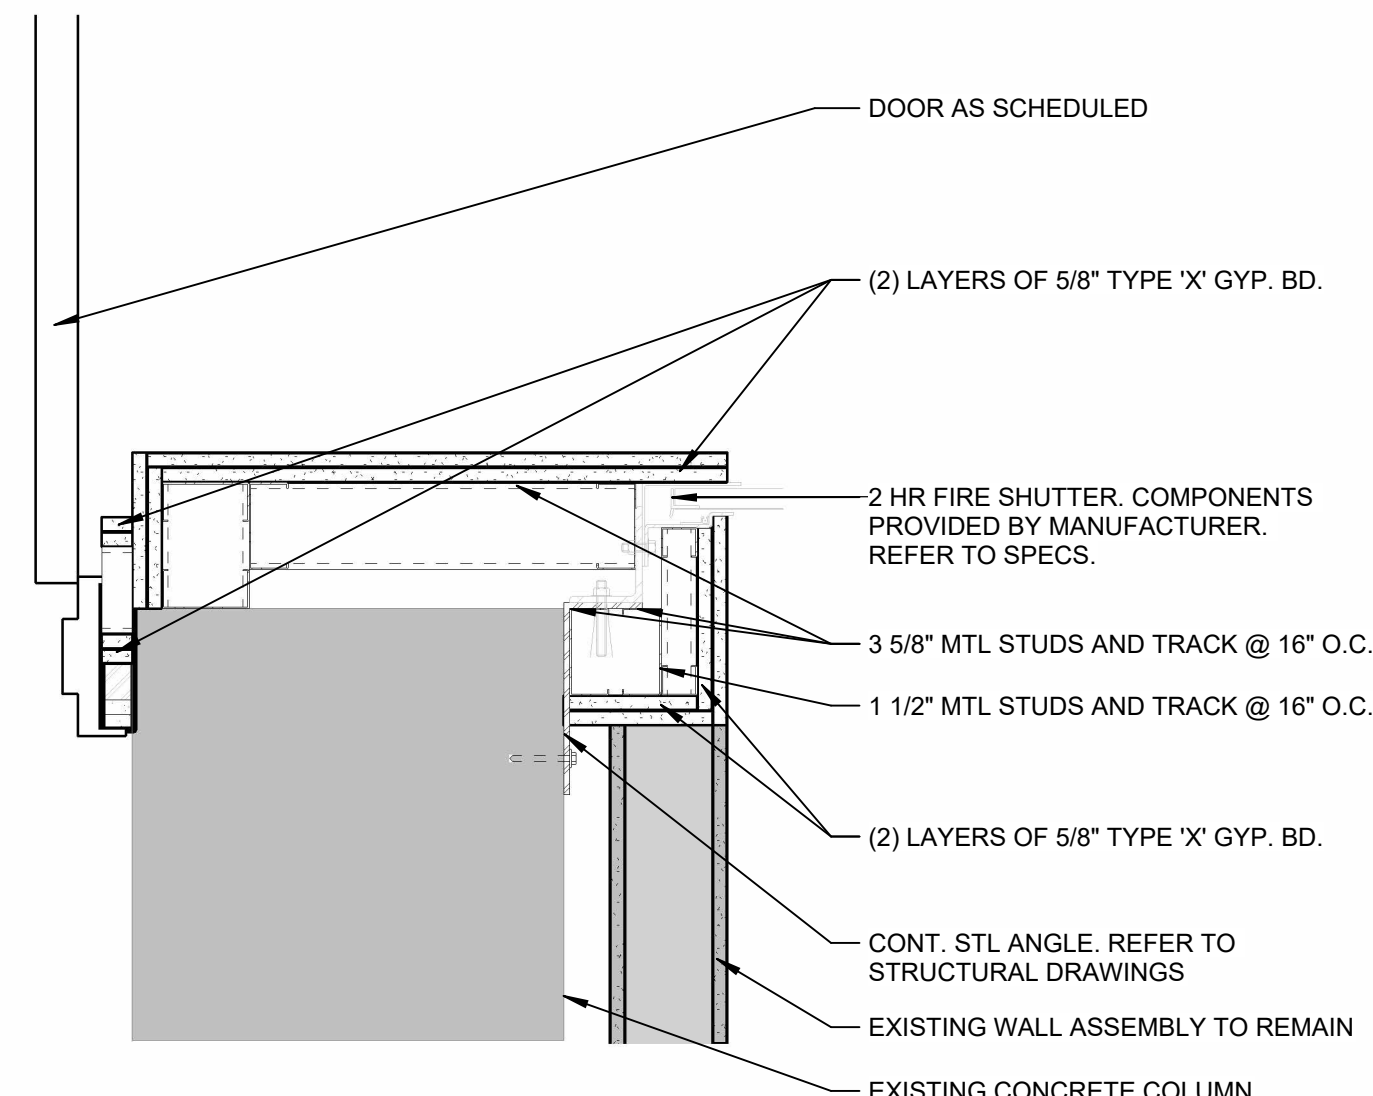 DOOR AS SCHEDULED
(2) LAYERS OF 5/8" TYPE 'X' GYP. BD.
2 HR FIRE SHUTTER. COMPONENTS
PROVIDED BY MANUFACTURER.
REFER TO SPECS.
3 5/8" MTL STUDS AND TRACK @ 16" O.C.
1 1/2" MTL STUDS AND TRACK @ 16" O.C.
(2) LAYERS OF 5/8" TYPE 'X' GYP. BD.
CONT. STL ANGLE. REFER TO
STRUCTURAL DRAWINGS
EXISTING WALL ASSEMBLY TO REMAIN
EXISTING CONCRETE COLUMN